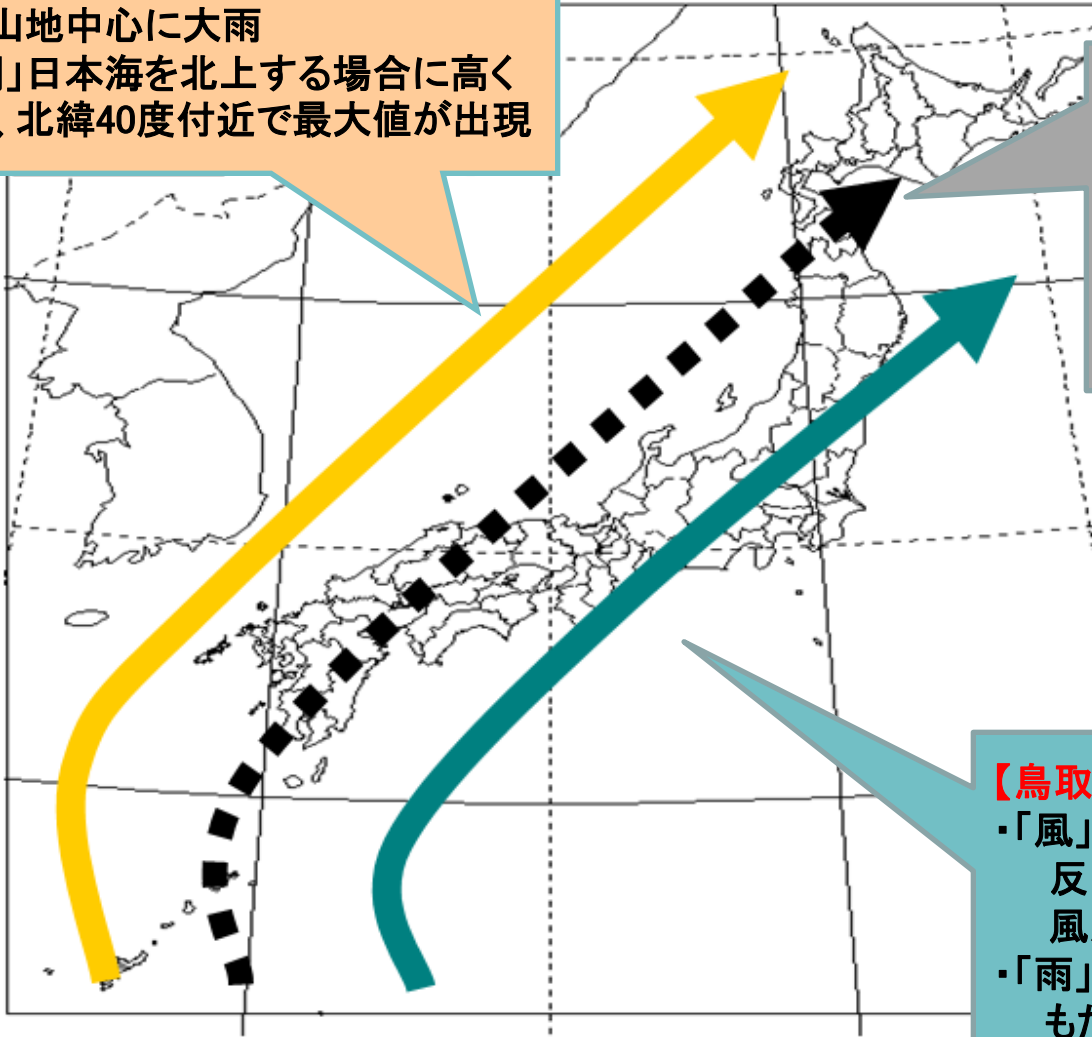 山地中心に大雨
」日本海を北上する場合に高く
、北緯40度付近で最大値が出現
【鳥取
・「風」
反
風
・「雨」
もた